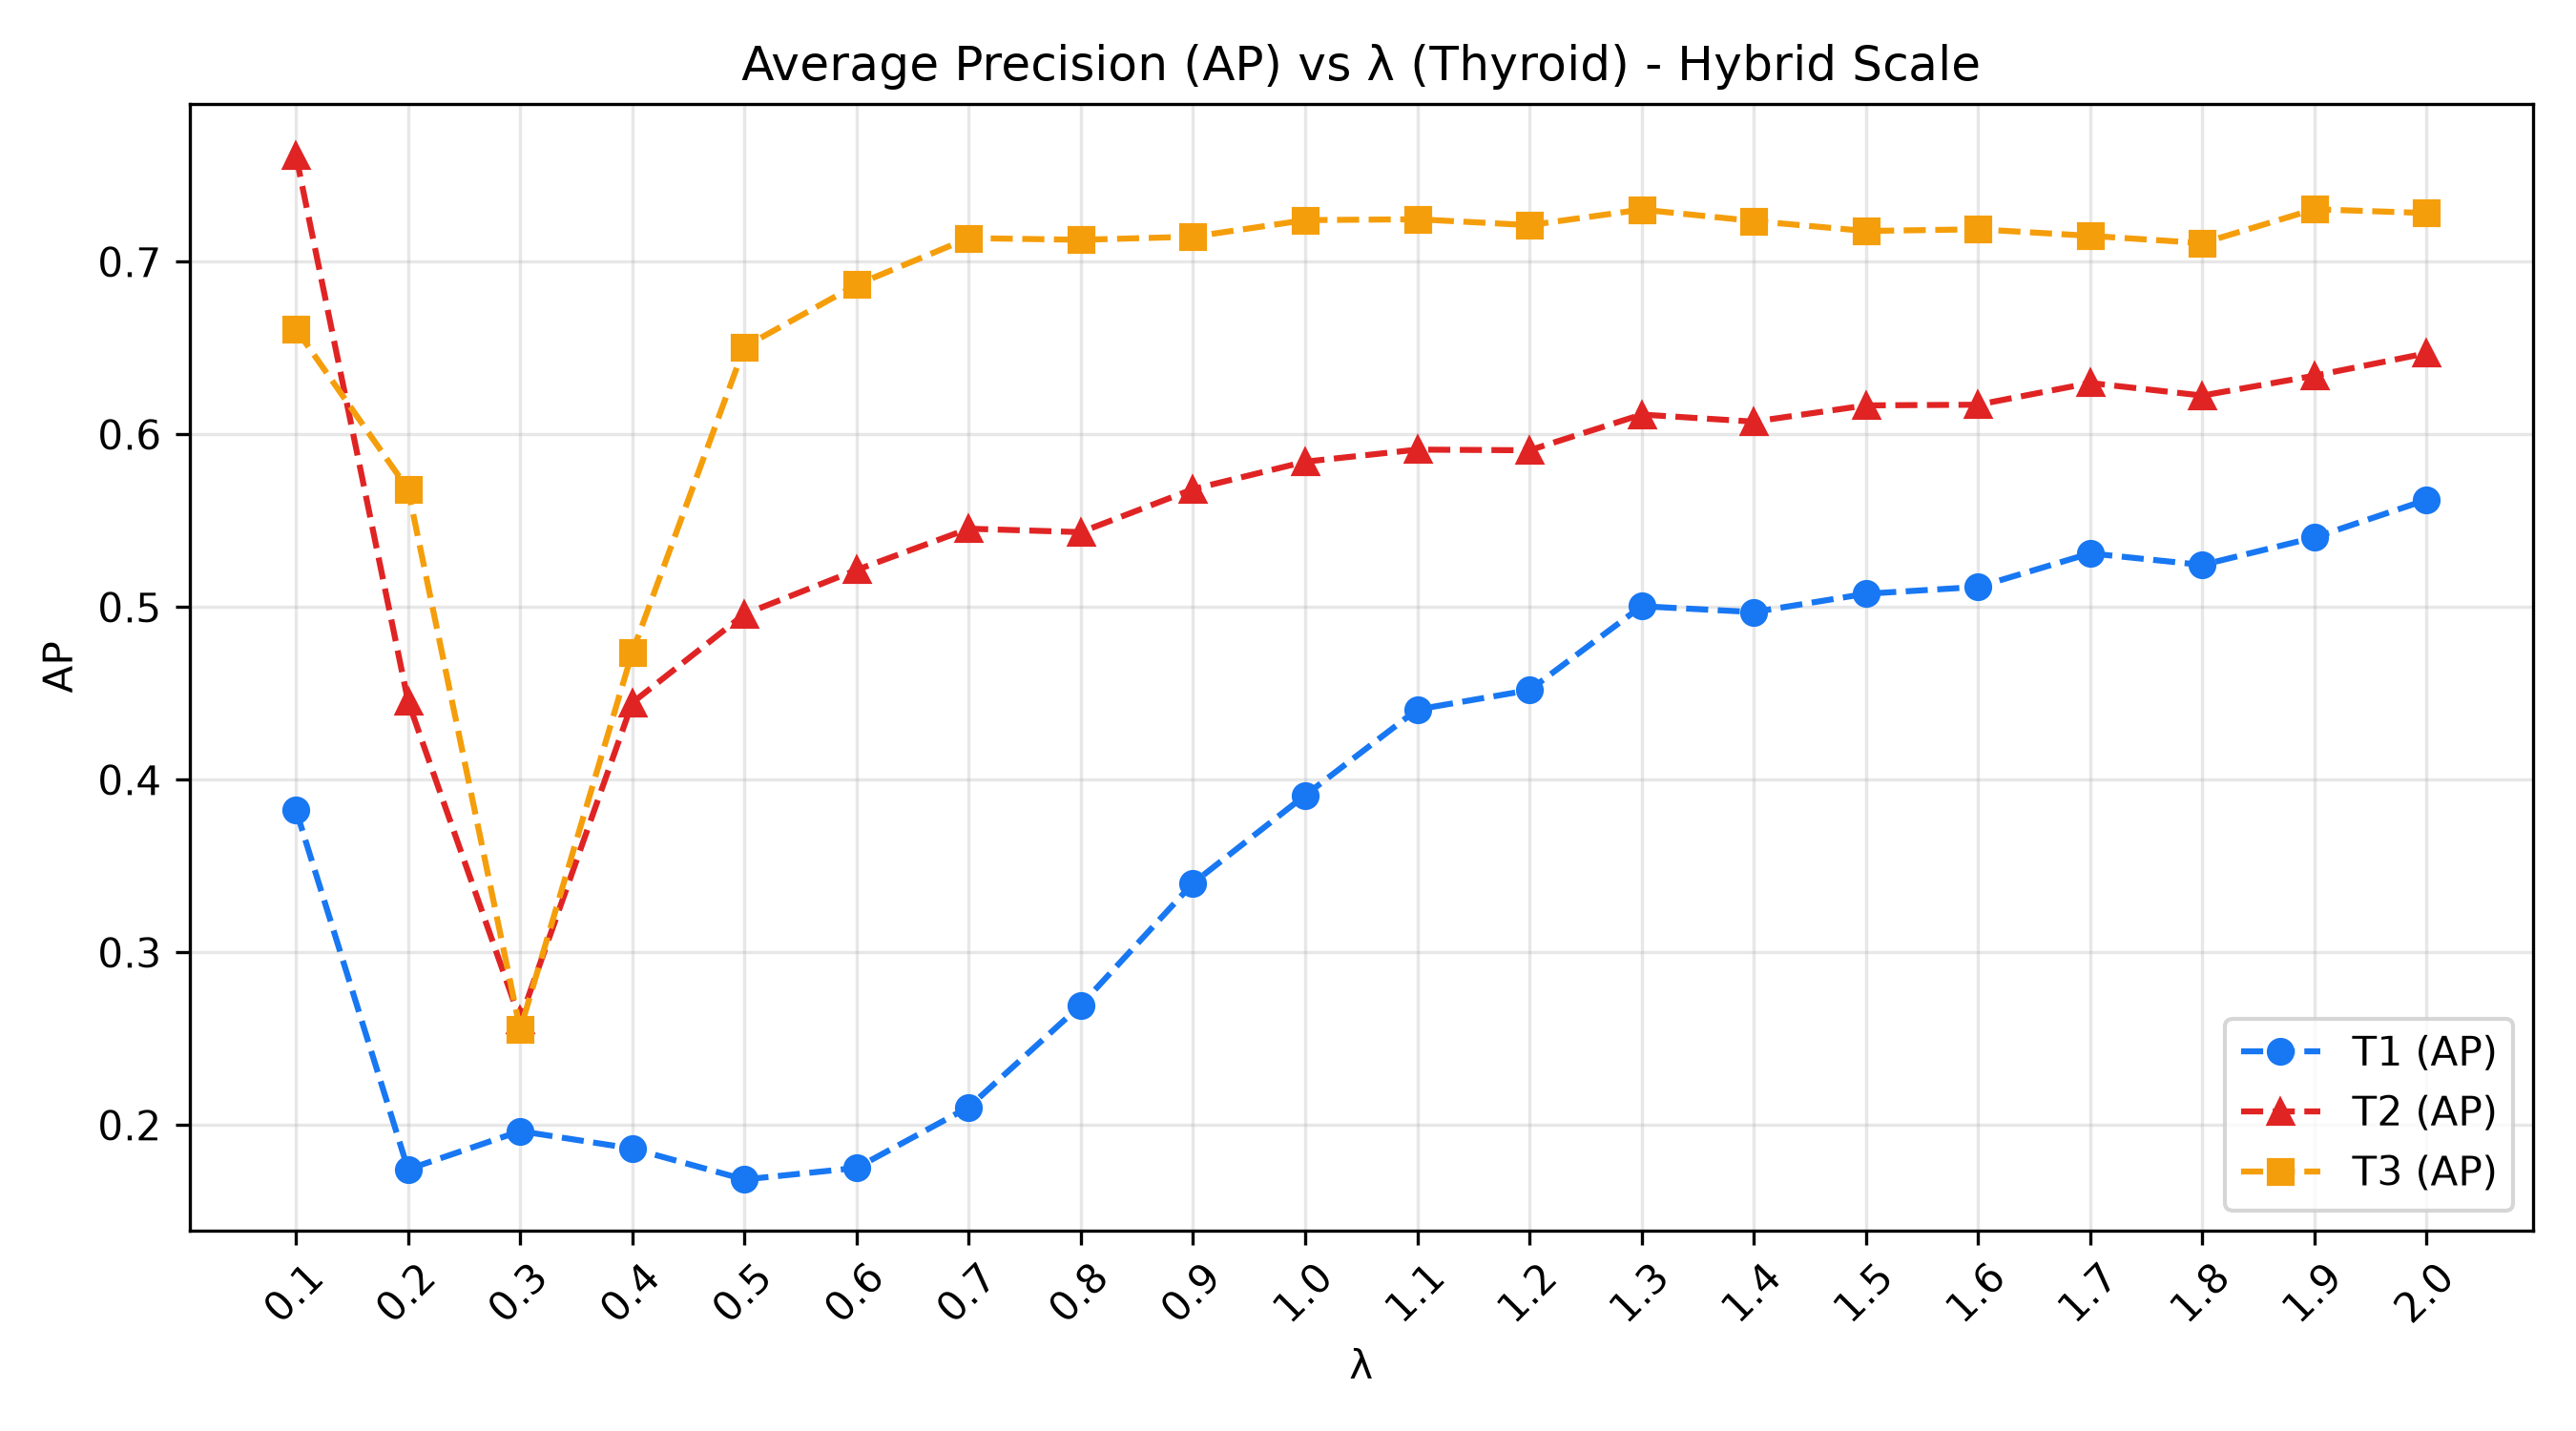 Average Precision (AP) vs λ (Thyroid) - Hybrid Scale
AP
0.7
0.6
0.5
0.4
0.3
0.2
T1 (AP)
T2 (AP)
T3 (AP)
0.1 0.2 0.3 0.4 0.5 0.6 0.7 0.8 0.9 1.0 1.1 1.2 1.3 1.4 1.5 1.6 1.7 1.8 1.9 2.0
λ